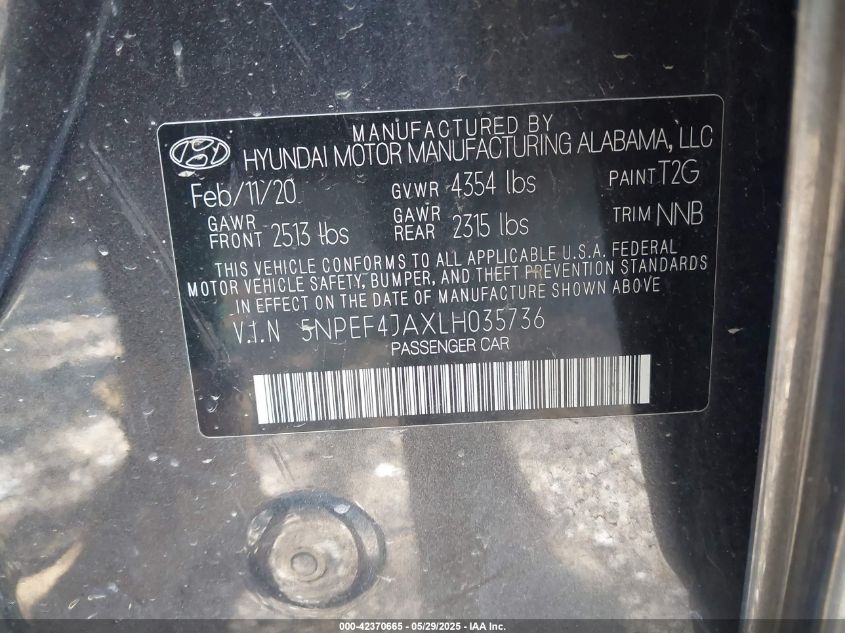 MANUFACTURED BY
HYUNDAI MOTOR MANUFACTURING ALABAMA, LLC
Feb/11/20 GVWR 4354 lbs PAINT T2G
GAWR FRONT 2513 lbs GAWR REAR 2315 lbs TRIM NNB
THIS VEHICLE CONFORMS TO ALL APPLICABLE U.S.A. FEDERAL
MOTOR VEHICLE SAFETY, BUMPER, AND THEFT PREVENTION STANDARDS
IN EFFECT ON THE DATE OF MANUFACTURE SHOWN ABOVE
V.I.N 5NPEF4JAXLH035736
PASSENGER CAR
000-42370665 - 05/29/2025 - IAA Inc.